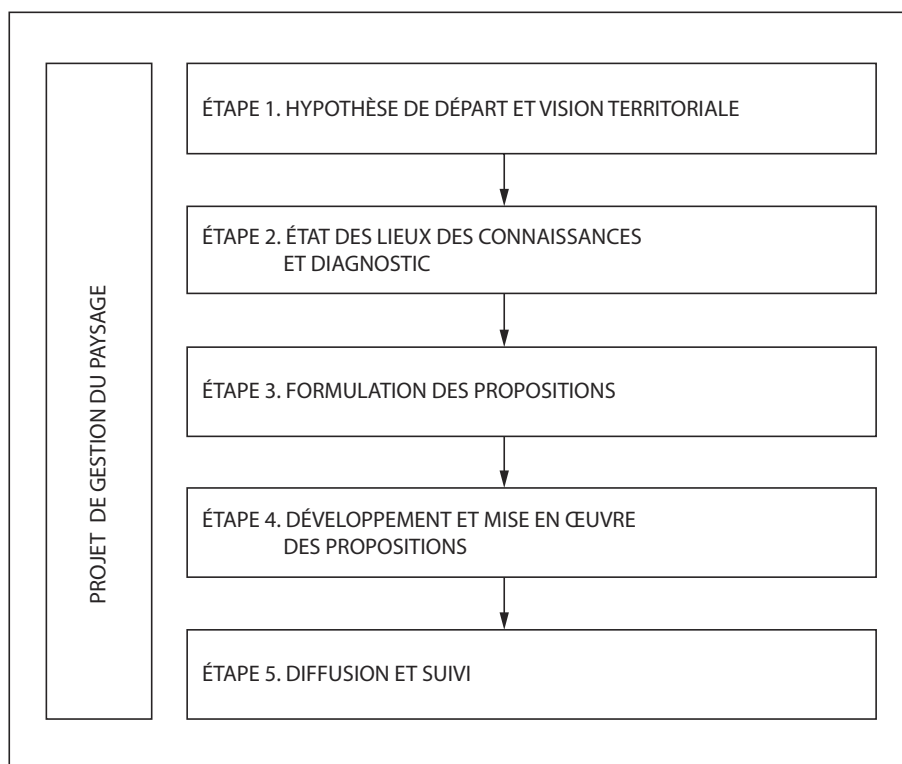 PROJET DE GESTION DU PAYSAGE
ÉTAPE 1. HYPOTHÈSE DE DÉPART ET VISION TERRITORIALE
ÉTAPE 2. ÉTAT DES LIEUX DES CONNAISSANCES
ET DIAGNOSTIC
ÉTAPE 3. FORMULATION DES PROPOSITIONS
ÉTAPE 4. DÉVELOPPEMENT ET MISE EN ŒUVRE
DES PROPOSITIONS
ÉTAPE 5. DIFFUSION ET SUIVI